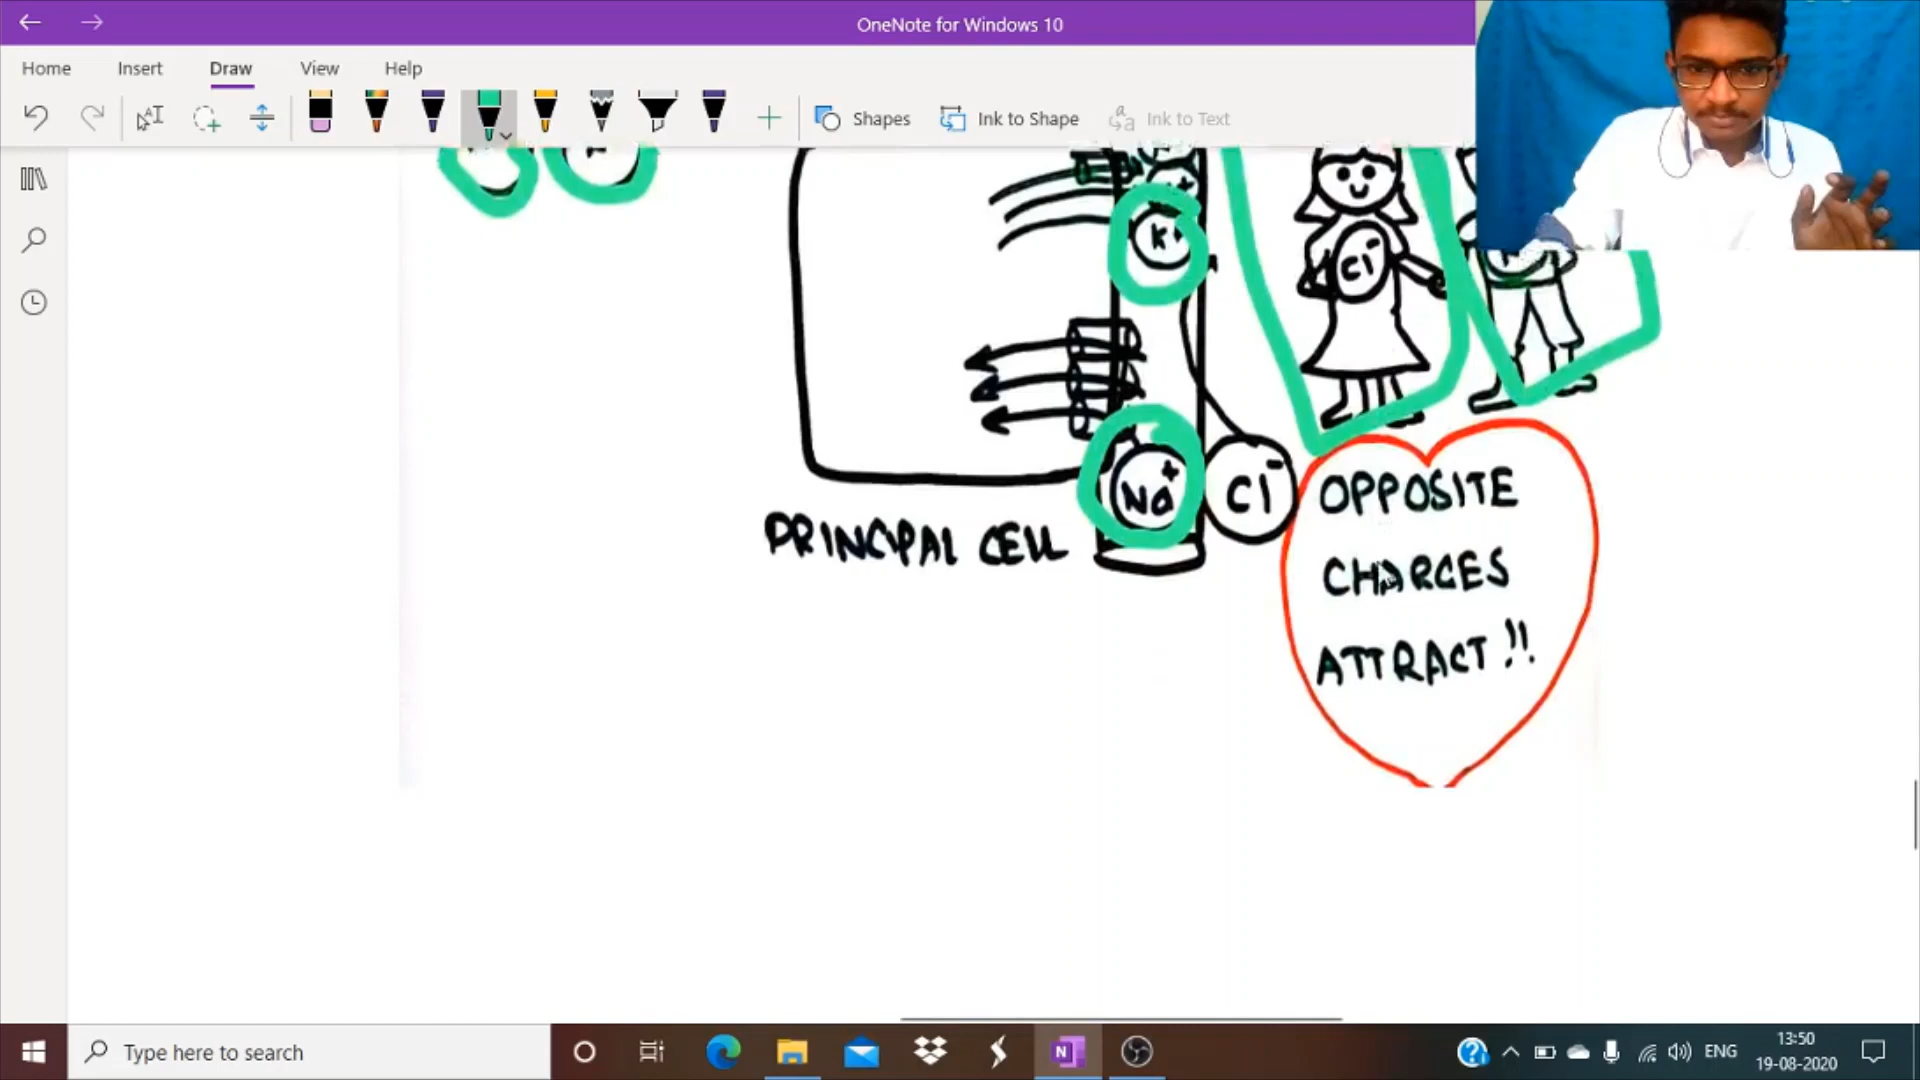 OneNote for Windows 10
Home Insert Draw View Help
Shapes Ink to Shape Ink to Text
K+
Cl-
Na+ Cl-
PRINCIPAL CELL
OPPOSITE
CHARGES
ATTRACT!!
Type here to search
ENG
13:50
19-08-2020